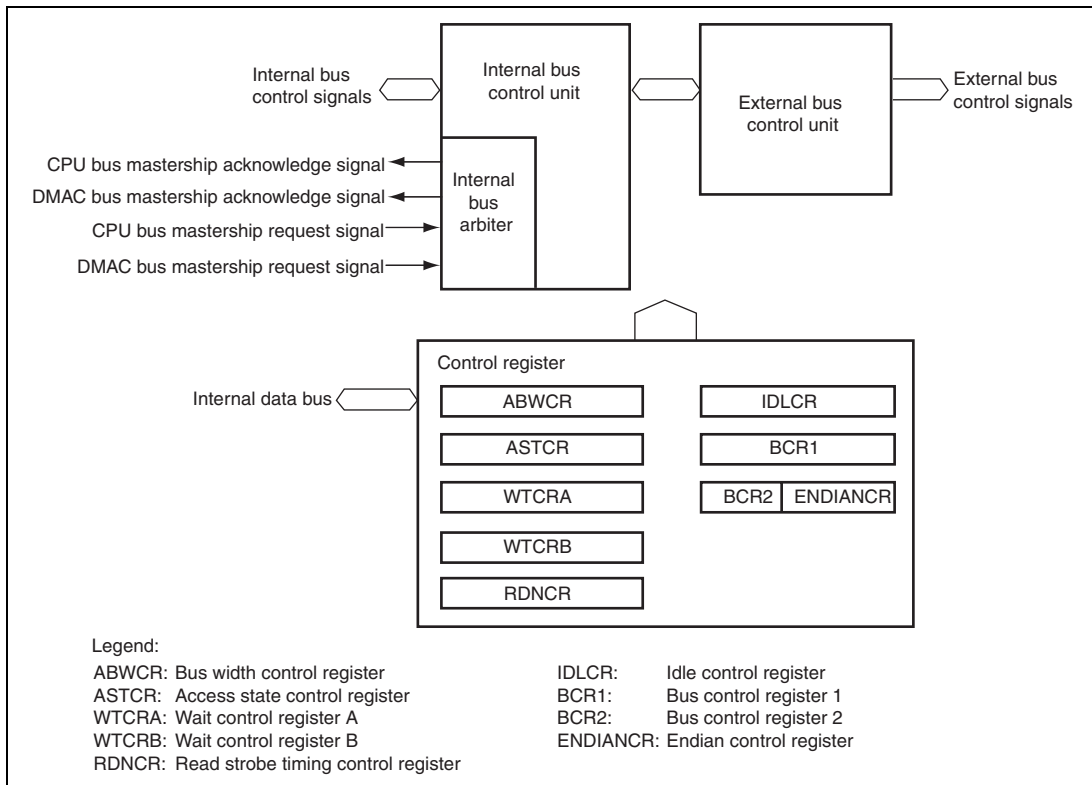 Internal bus
control signals
Internal bus
control unit
External bus
control unit
External bus
control signals
CPU bus mastership acknowledge signal
DMAC bus mastership acknowledge signal
CPU bus mastership request signal
DMAC bus mastership request signal
Internal
bus
arbiter
Internal data bus
Control register
ABWCR
IDLCR
ASTCR
BCR1
WTCRA
BCR2 ENDIANCR
WTCRB
RDNCR
Legend:
ABWCR: Bus width control register
ASTCR: Access state control register
WTCRA: Wait control register A
WTCRB: Wait control register B
RDNCR: Read strobe timing control register
IDLCR: Idle control register
BCR1: Bus control register 1
BCR2: Bus control register 2
ENDIANCR: Endian control register